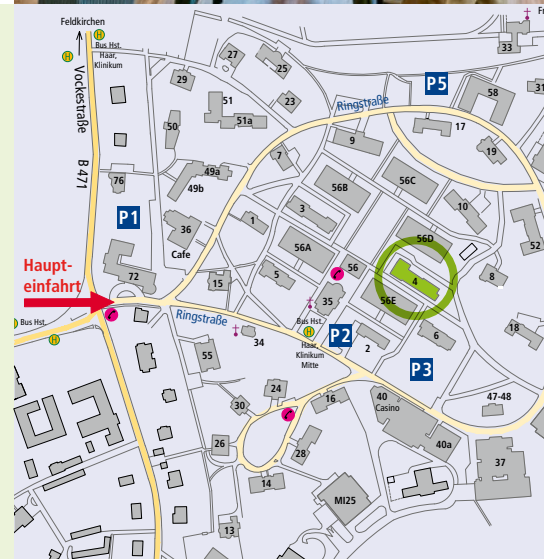 Feldkirchen
H
Bus Hst.
Haar,
Klinikum
H
Vockestraße
B 471
27
25
29
23
51
51a
50
Ringstraße
P5
33
58
31
17
19
9
7
49a
49b
76
P1
36
Cafe
1
3
56B
56C
10
56A
56D
52
Haupt-
einfahrt
72
15
5
56
4
8
35
56E
Bus Hst.
H
Ringstraße
34
Bus Hst.
H
Haar,
Klinikum
Mitte
P2
2
6
18
55
P3
24
30
16
40
Casino
47-48
26
28
40a
14
37
MI25
13